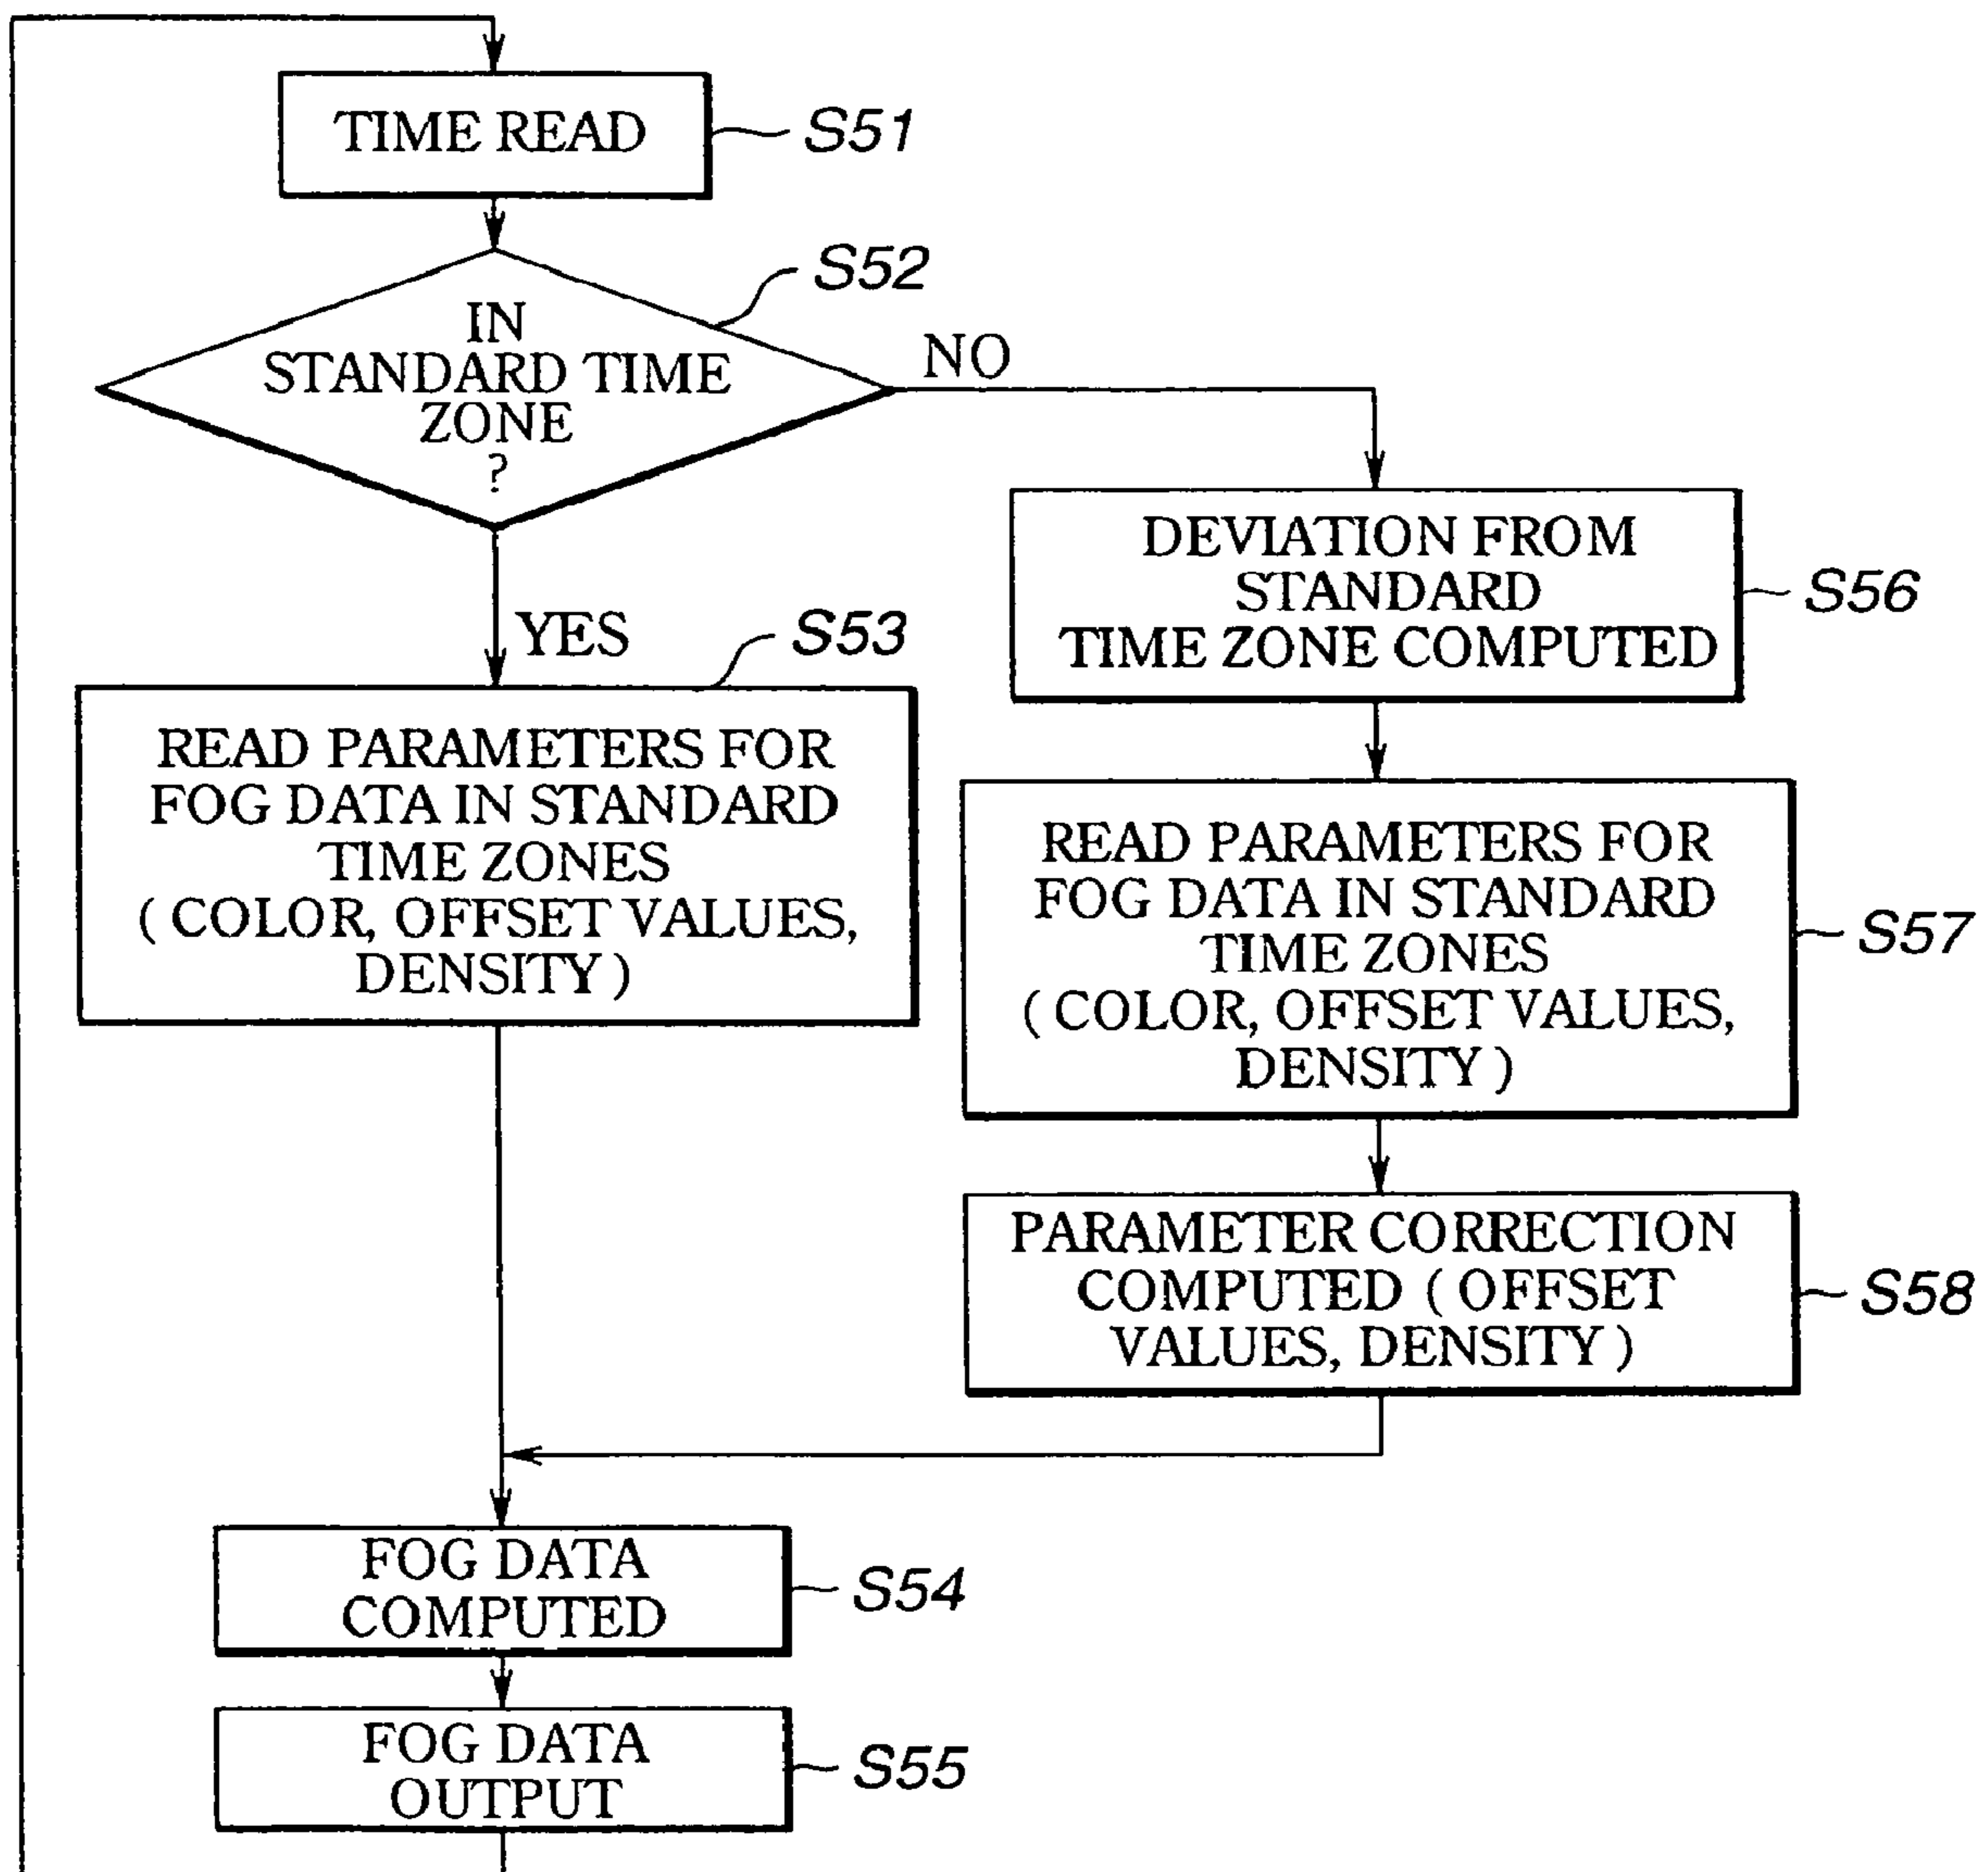 TIME READ
S51
S52
IN
STANDARD TIME
ZONE
?
NO
YES
S53
READ PARAMETERS FOR
FOG DATA IN STANDARD
TIME ZONES
( COLOR, OFFSET VALUES,
DENSITY )
DEVIATION FROM
STANDARD
TIME ZONE COMPUTED
S56
READ PARAMETERS FOR
FOG DATA IN STANDARD
TIME ZONES
( COLOR, OFFSET VALUES,
DENSITY )
S57
PARAMETER CORRECTION
COMPUTED ( OFFSET
VALUES, DENSITY )
S58
FOG DATA
COMPUTED
S54
FOG DATA
OUTPUT
S55